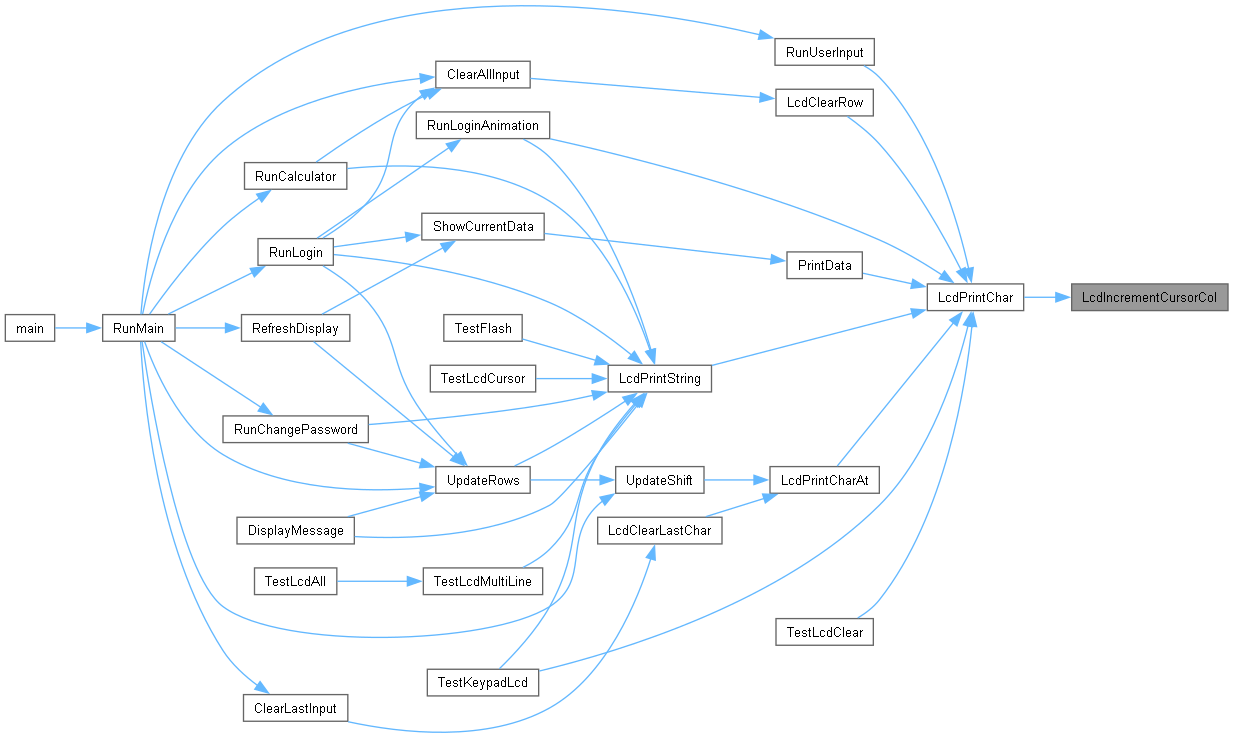 RunUserInput
ClearAllInput
LcdClearRow
RunLoginAnimation
RunCalculator
ShowCurrentData
RunLogin
PrintData
LcdPrintChar
LcdIncrementCursorCol
main
RunMain
RefreshDisplay
TestFlash
TestLcdCursor
LcdPrintString
RunChangePassword
UpdateRows
UpdateShift
LcdPrintCharAt
DisplayMessage
LcdClearLastChar
TestLcdAll
TestLcdMultiLine
TestLcdClear
TestKeypadLcd
ClearLastInput